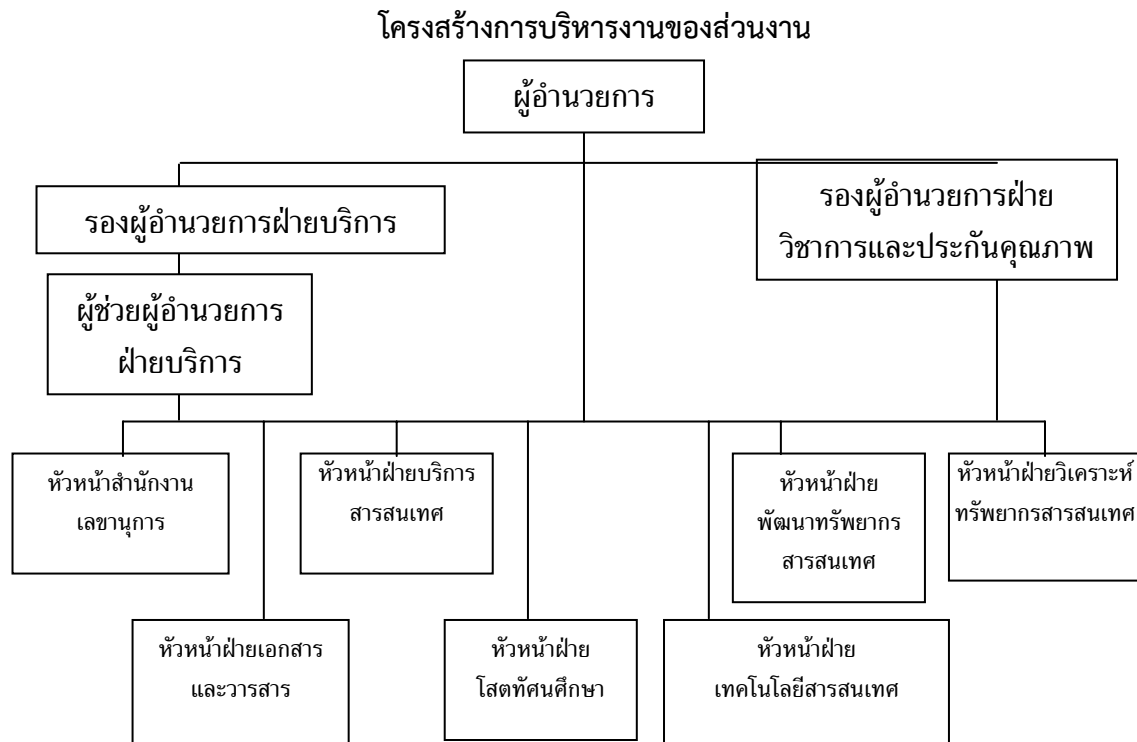 โครงสร้างการบริหารงานของส่วนงาน
ผู้อำนวยการ
รองผู้อำนวยการฝ่ายบริการ
รองผู้อำนวยการฝ่าย
วิชาการและประกันคุณภาพ
ผู้ช่วยผู้อำนวยการ
ฝ่ายบริการ
หัวหน้าสำนักงาน
เลขานุการ
หัวหน้าฝ่ายบริการ
สารสนเทศ
หัวหน้าฝ่าย
พัฒนาทรัพยากร
สารสนเทศ
หัวหน้าฝ่ายวิเคราะห์
ทรัพยากรสารสนเทศ
หัวหน้าฝ่ายเอกสาร
และวารสาร
หัวหน้าฝ่าย
โสตทัศนศึกษา
หัวหน้าฝ่าย
เทคโนโลยีสารสนเทศ